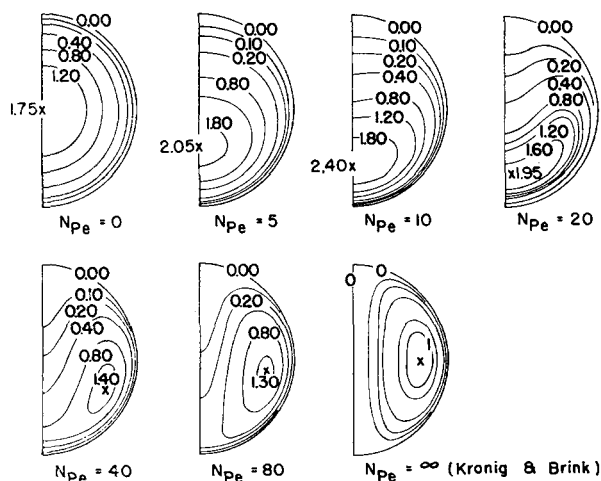 0.00
0.40
0.80
1.20
1.75x
N_Pe = 0
0.00
0.10
0.20
0.80
1.80
2.05x
N_Pe = 5
0.00
0.10
0.20
0.40
0.80
1.20
1.80
2.40x
N_Pe = 10
0.00
0.20
0.40
0.80
1.20
1.60
x1.95
N_Pe = 20
0.00
0.10
0.20
0.40
0.80
1.40
x
N_Pe = 40
0.00
0.20
0.80
x
1.30
N_Pe = 80
0 0
1
x
N_Pe = ∞ (Kronig & Brink)